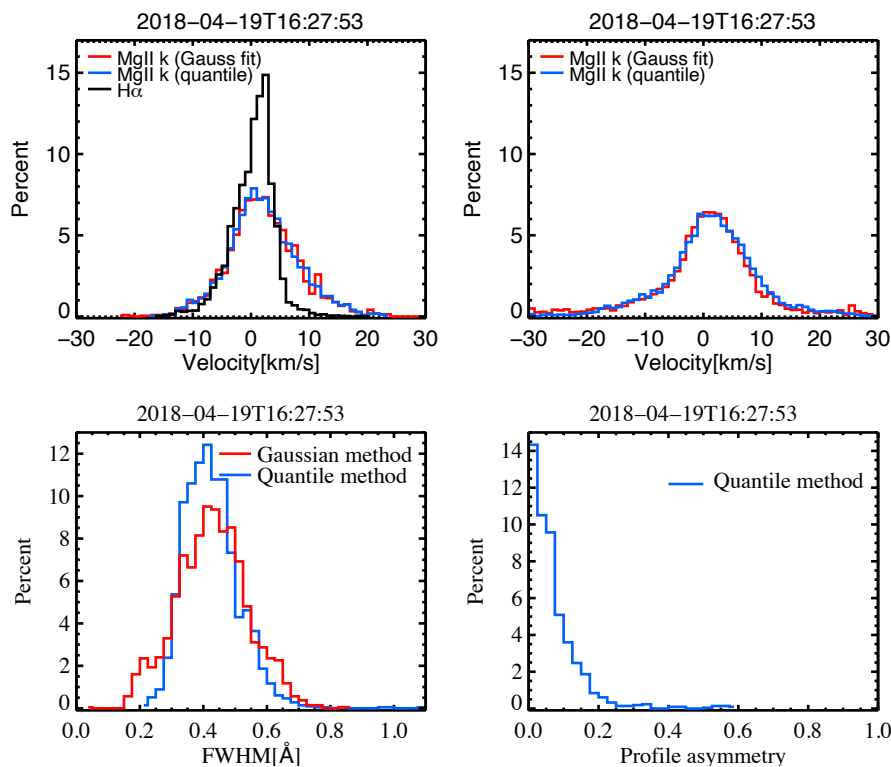 2018−04−19T16:27:53
MgII k (Gauss fit)
MgII k (quantile)
Hα
15
10
5
0
Percent
−30 −20 −10 0 10 20 30
Velocity[km/s]
2018−04−19T16:27:53
MgII k (Gauss fit)
MgII k (quantile)
15
10
5
0
Percent
−30 −20 −10 0 10 20 30
Velocity[km/s]
2018−04−19T16:27:53
Gaussian method
Quantile method
12
10
8
6
4
2
0
Percent
0.0 0.2 0.4 0.6 0.8 1.0
FWHM[Å]
2018−04−19T16:27:53
Quantile method
14
12
10
8
6
4
2
0
Percent
0.0 0.2 0.4 0.6 0.8 1.0
Profile asymmetry